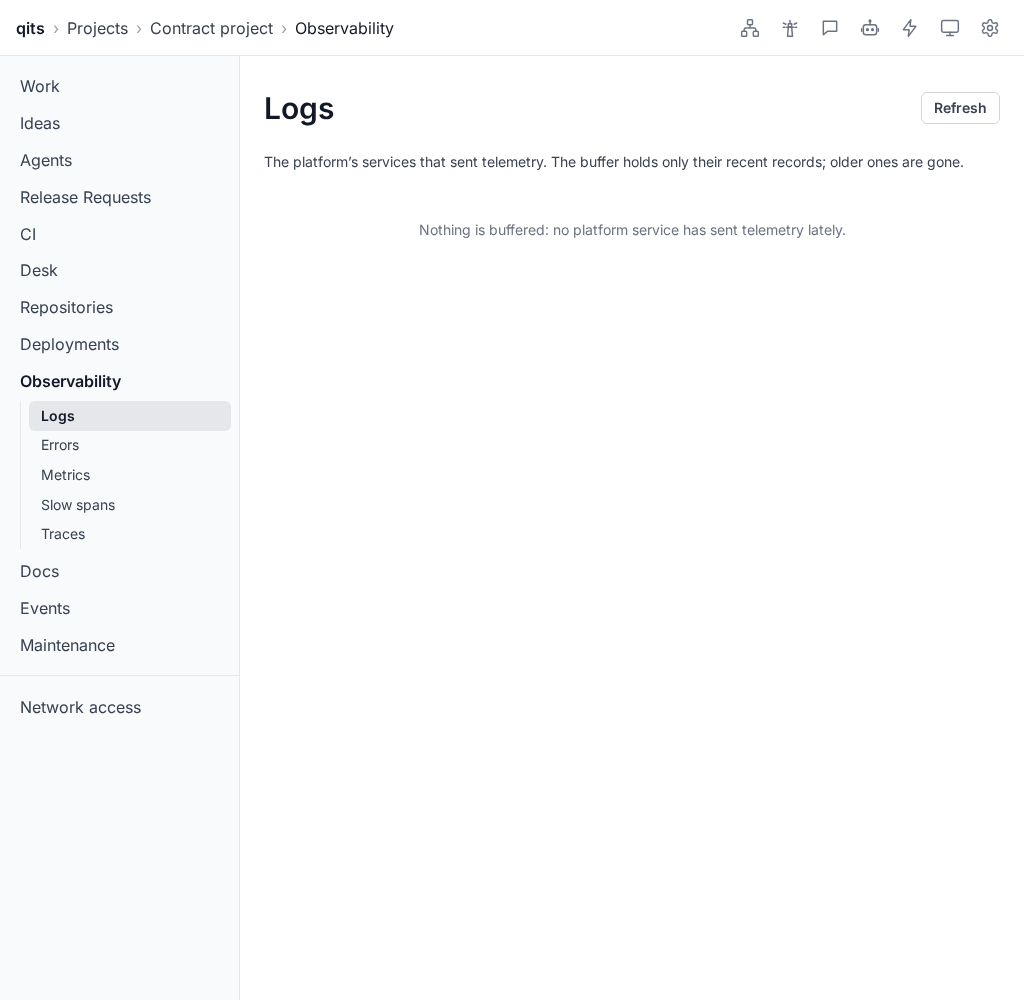 qits › Projects › Contract project › Observability
Work
Ideas
Agents
Release Requests
CI
Desk
Repositories
Deployments
Observability
Logs
Errors
Metrics
Slow spans
Traces
Docs
Events
Maintenance
Network access
Logs
Refresh
The platform’s services that sent telemetry. The buffer holds only their recent records; older ones are gone.
Nothing is buffered: no platform service has sent telemetry lately.